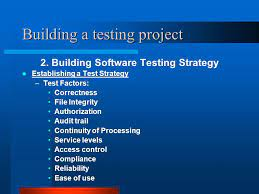 Building a testing project
2. Building Software Testing Strategy
Establishing a Test Strategy
– Test Factors:
• Correctness
• File Integrity
• Authorization
• Audit trail
• Continuity of Processing
• Service levels
• Access control
• Compliance
• Reliability
• Ease of use